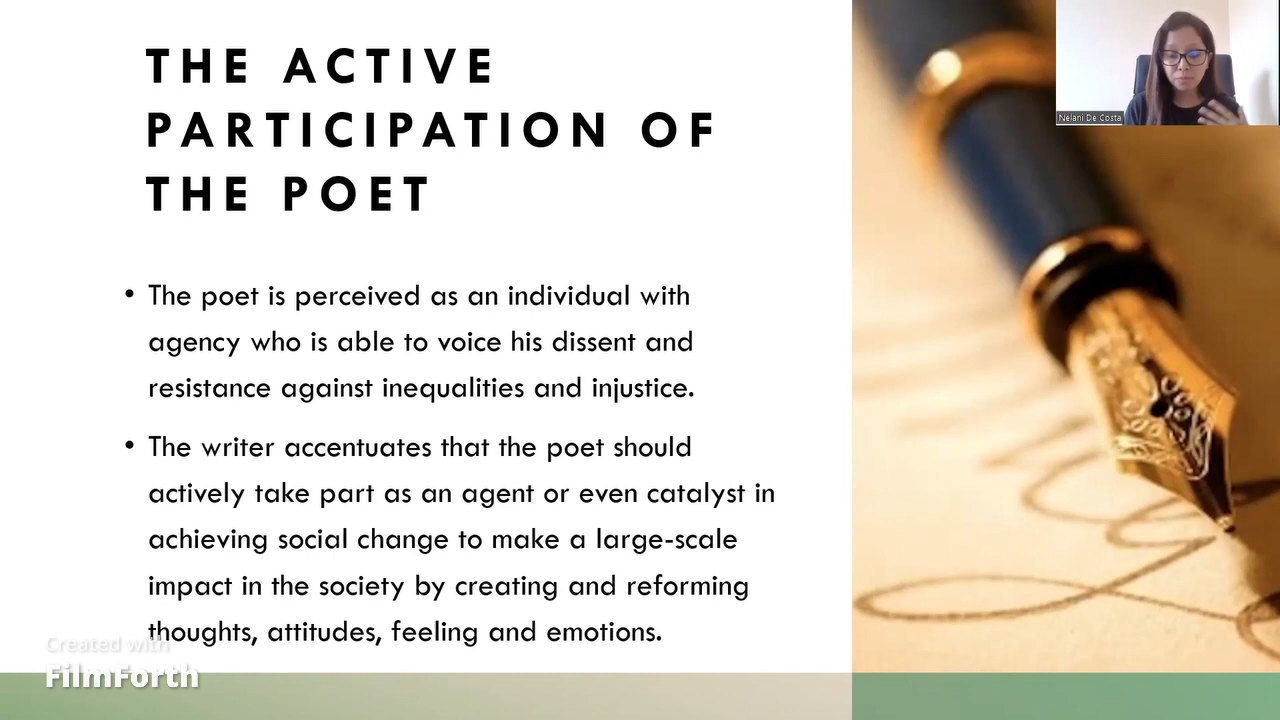 THE ACTIVE
PARTICIPATION OF
THE POET
Nelani De Costa
• The poet is perceived as an individual with
agency who is able to voice his dissent and
resistance against inequalities and injustice.
• The writer accentuates that the poet should
actively take part as an agent or even catalyst in
achieving social change to make a large-scale
impact in the society by creating and reforming
thoughts, attitudes, feeling and emotions.
Created with
FilmForth